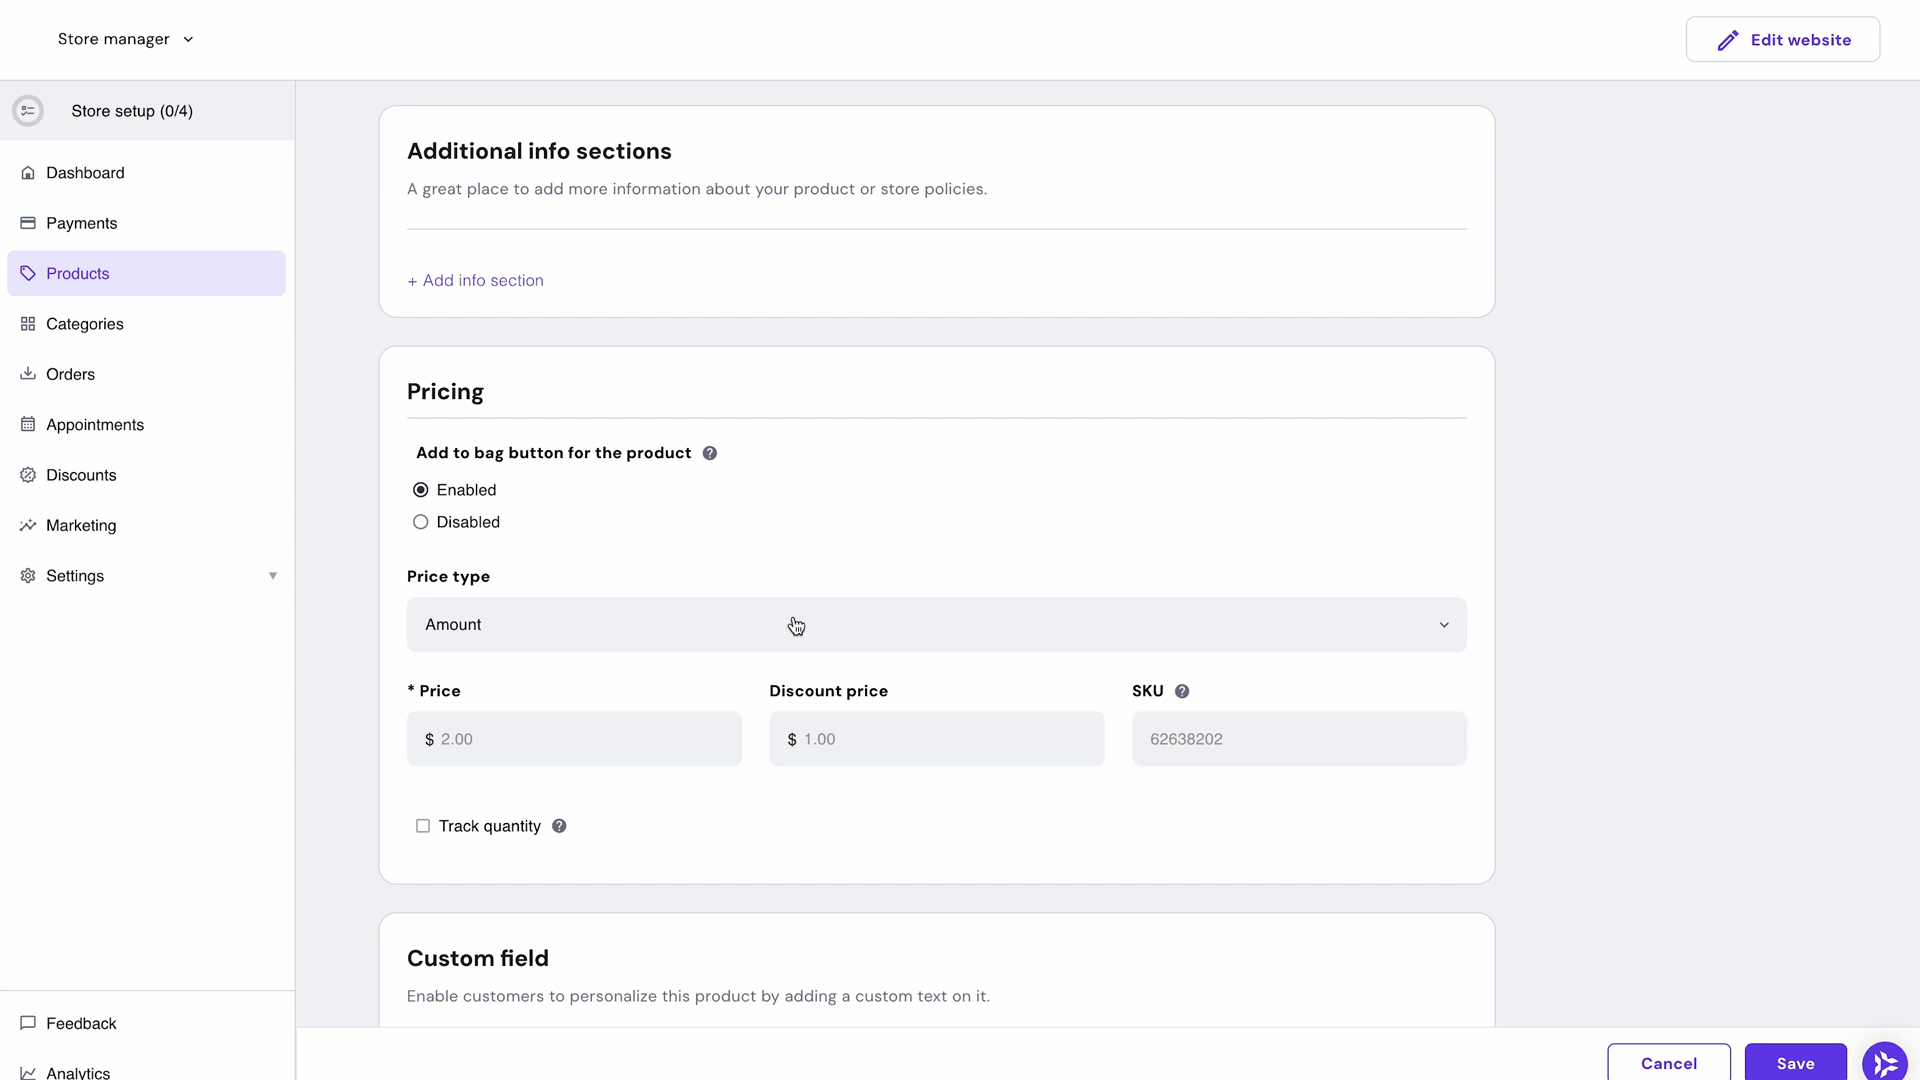 Store manager
Edit website
Store setup (0/4)
Dashboard
Payments
Products
Categories
Orders
Appointments
Discounts
Marketing
Settings
Feedback
Analytics
Additional info sections
A great place to add more information about your product or store policies.
+ Add info section
Pricing
Add to bag button for the product ?
Enabled
Disabled
Price type
Amount
* Price
Discount price
SKU ?
$ 2.00
$ 1.00
62638202
Track quantity ?
Custom field
Enable customers to personalize this product by adding a custom text on it.
Cancel
Save